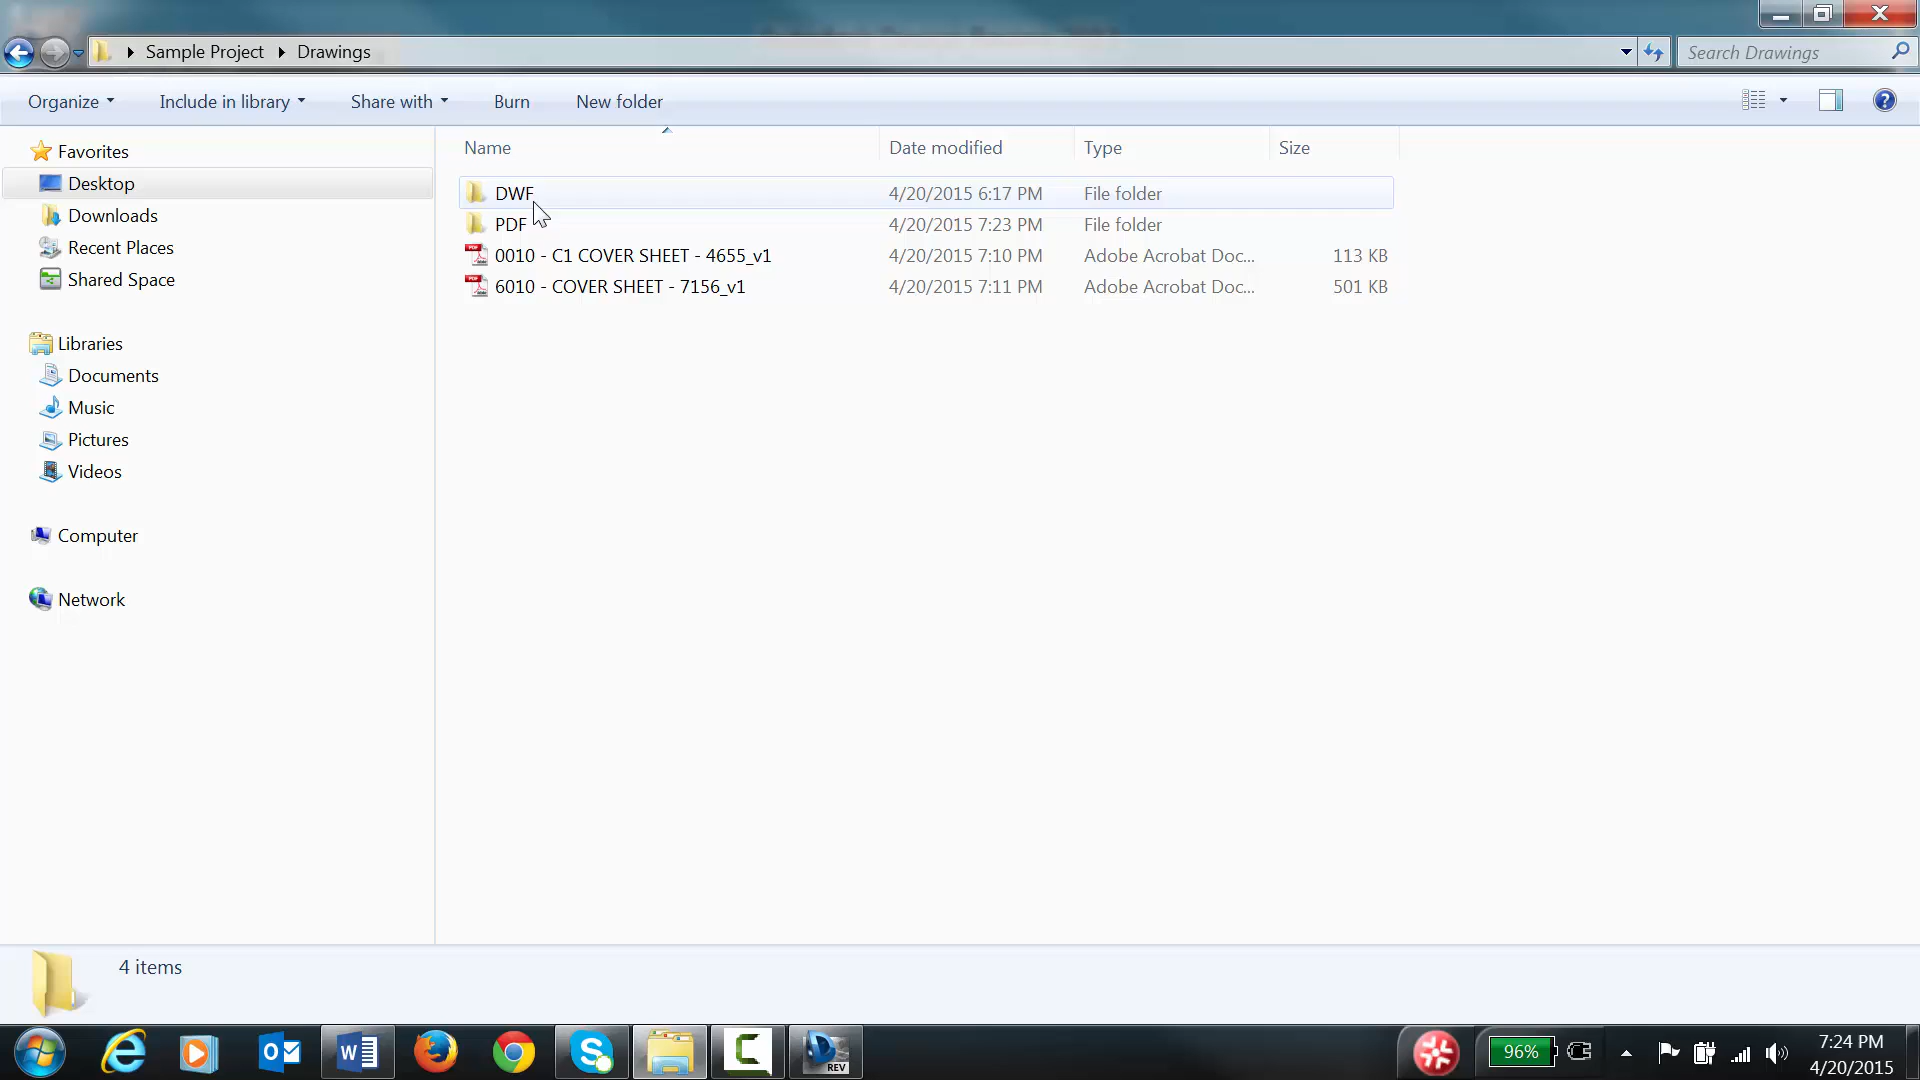 Sample Project Drawings
Search Drawings
Organize Include in library Share with Burn New folder
Favorites
Desktop
Downloads
Recent Places
Shared Space
Libraries
Documents
Music
Pictures
Videos
Computer
Network
Name Date modified Type Size
DWF 4/20/2015 6:17 PM File folder
PDF 4/20/2015 7:23 PM File folder
0010 - C1 COVER SHEET - 4655_v1 4/20/2015 7:10 PM Adobe Acrobat Doc... 113 KB
6010 - COVER SHEET - 7156_v1 4/20/2015 7:11 PM Adobe Acrobat Doc... 501 KB
4 items
REV
96%
7:24 PM
4/20/2015